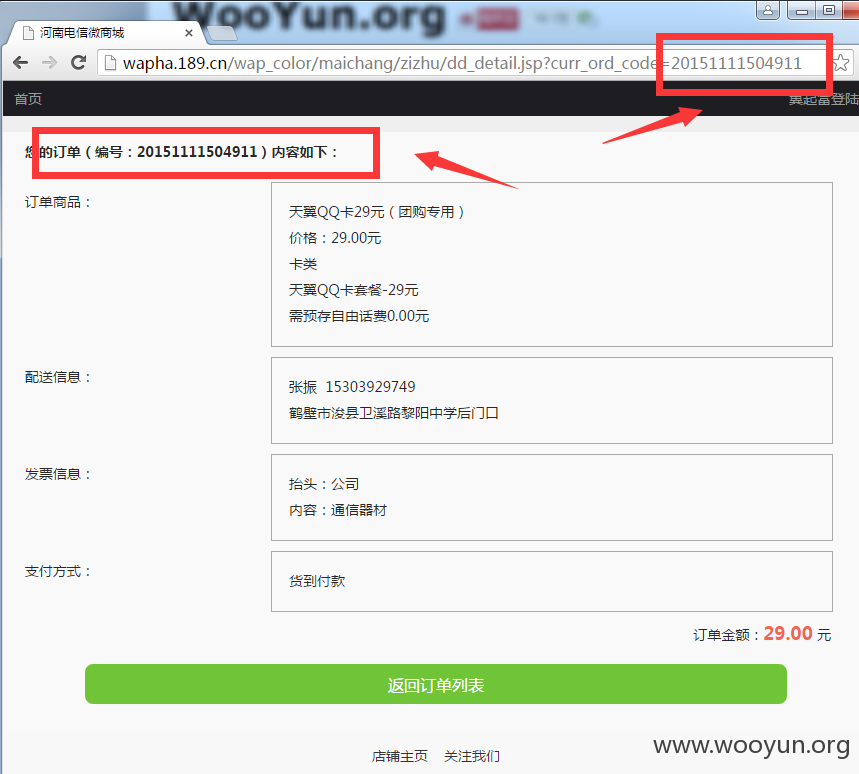 WooYun.org
河南电信微商城
wapha.189.cn/wap_color/maichang/zizhu/dd_detail.jsp?curr_ord_code=20151111504911
首页
翼起富登陆
您的订单（编号：20151111504911）内容如下：
订单商品：
天翼QQ卡29元（团购专用）
价格：29.00元
卡类
天翼QQ卡套餐-29元
需预存自由话费0.00元
配送信息：
张振 15303929749
鹤壁市浚县卫溪路黎阳中学后门口
发票信息：
抬头：公司
内容：通信器材
支付方式：
货到付款
订单金额：29.00 元
返回订单列表
店铺主页 关注我们
www.wooyun.org